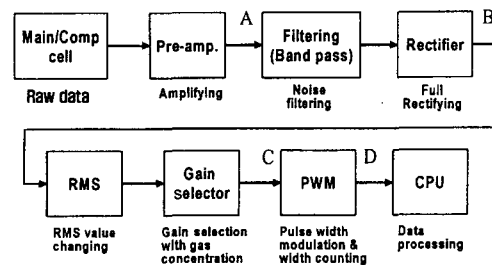 A
B
Main/Comp
cell
Pre-amp.
Filtering
(Band pass)
Rectifier
Raw data
Amplifying
Noise
filtering
Full
Rectifying
RMS
Gain
selector
C
PWM
D
CPU
RMS value
changing
Gain selection
with gas
concentration
Pulse width
modulation &
width counting
Data
processing